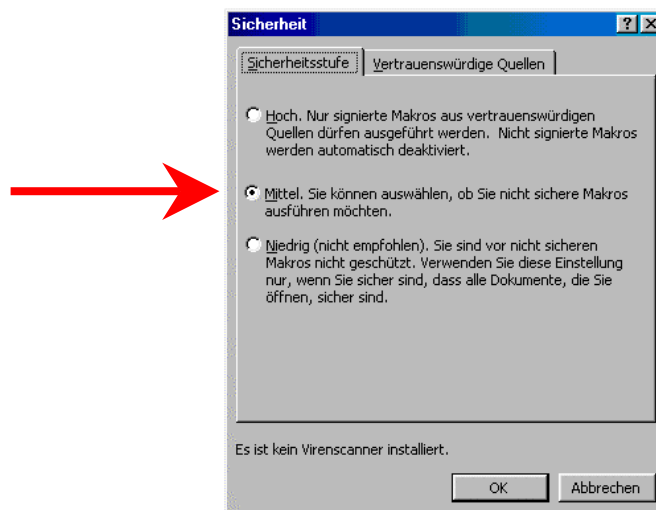 Sicherheit
Sicherheitsstufe
Vertrauenswürdige Quellen
Hoch. Nur signierte Makros aus vertrauenswürdigen
Quellen dürfen ausgeführt werden.  Nicht signierte Makros
werden automatisch deaktiviert.
Mittel. Sie können auswählen, ob Sie nicht sichere Makros
ausführen möchten.
Niedrig (nicht empfohlen). Sie sind vor nicht sicheren
Makros nicht geschützt. Verwenden Sie diese Einstellung
nur, wenn Sie sicher sind, dass alle Dokumente, die Sie
öffnen, sicher sind.
Es ist kein Virenscanner installiert.
OK
Abbrechen